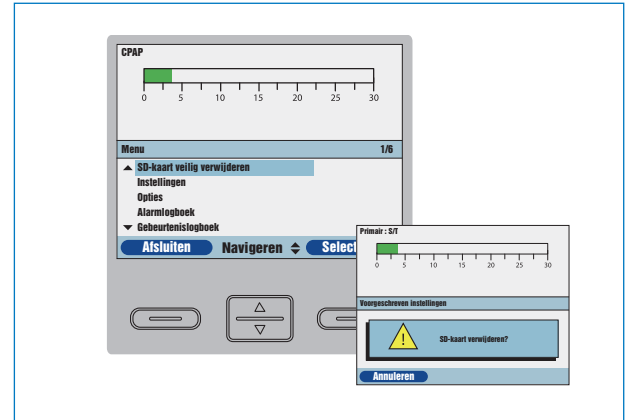 CPAP
0 5 10 15 20 25 30
Menu 1/6
SD-kaart veilig verwijderen
Instellingen
Opties
Alarmlogboek
Gebeurtenislogboek
Afsluiten Navigeren Select
Primair : S/T
0 5 10 15 20 25 30
Voorgeschreven instellingen
! SD-kaart verwijderen?
Annuleren